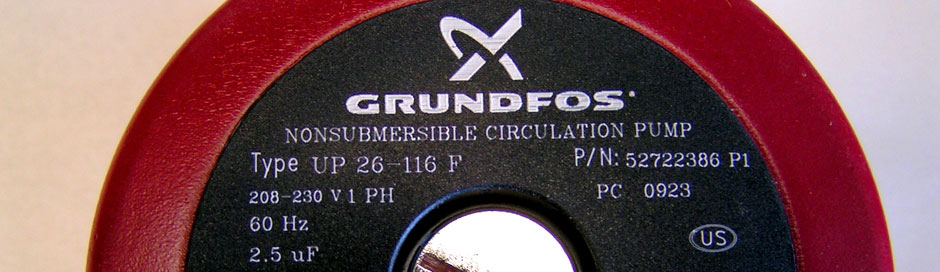 GRUNDFOS
NONSUBMERSIBLE CIRCULATION PUMP
Type UP 26-116 F P/N: 52722386 P1
208-230 V 1 PH PC 0923
60 Hz
2.5 uF
US